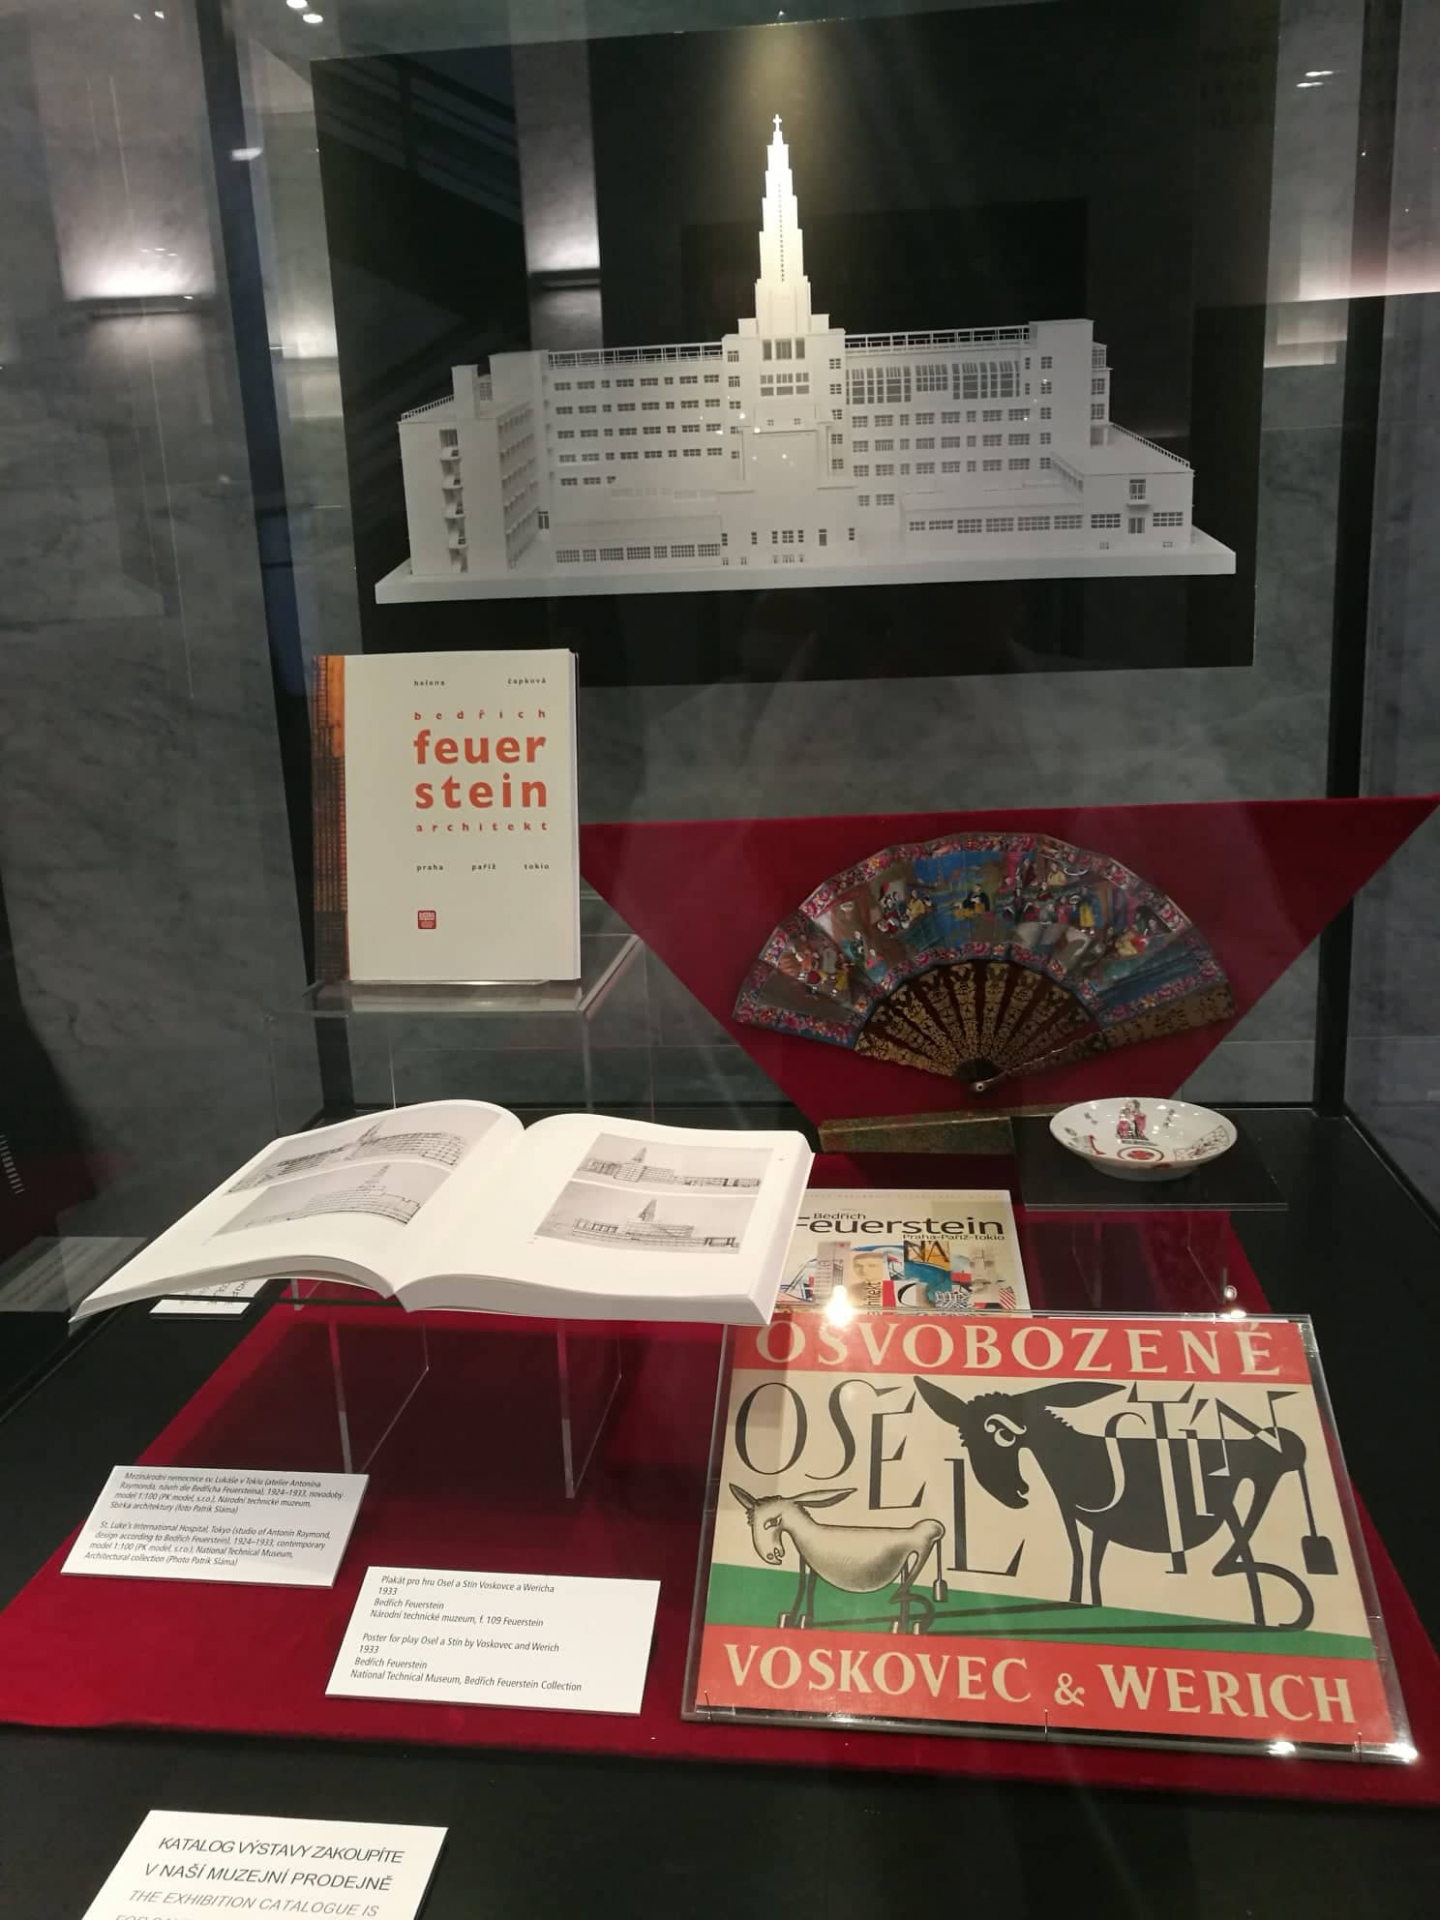 helena čapková
bedřich
feuer
stein
architekt
praha paříž tokio
Bedřich
Feuerstein
Praha-Paříž-Tokio
OSVOBOZENÉ
OSEL a STÍN
VOSKOVEC & WERICH
Mezinárodní nemocnice sv. Lukáše v Tokiu (ateliér Antonína
Raymonda, návrh dle Bedřicha Feuersteina), 1924–1933, novodobý
model 1:100 (PK model, s.r.o.), Národní technické muzeum,
Sbírka architektury (foto Patrik Sláma)
St. Luke's International Hospital, Tokyo (studio of Antonin Raymond,
design according to Bedřich Feuerstein), 1924–1933, contemporary
model 1:100 (PK model, s.r.o.), National Technical Museum,
Architectural collection (Photo Patrik Sláma)
Plakát pro hru Osel a Stín Voskovce a Wericha
1933
Bedřich Feuerstein
Národní technické muzeum, f. 109 Feuerstein
Poster for play Osel a Stín by Voskovec and Werich
1933
Bedřich Feuerstein
National Technical Museum, Bedřich Feuerstein Collection
KATALOG VÝSTAVY ZAKOUPÍTE
V NAŠÍ MUZEJNÍ PRODEJNĚ
THE EXHIBITION CATALOGUE IS